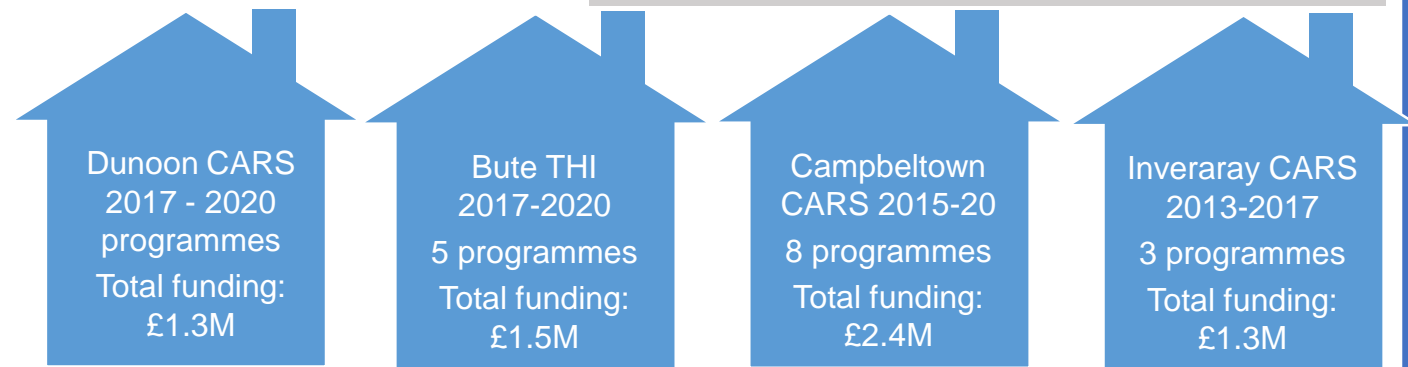 Dunoon CARS
2017 - 2020
programmes
Total funding:
£1.3M
Bute THI
2017-2020
5 programmes
Total funding:
£1.5M
Campbeltown
CARS 2015-20
8 programmes
Total funding:
£2.4M
Inveraray CARS
2013-2017
3 programmes
Total funding:
£1.3M